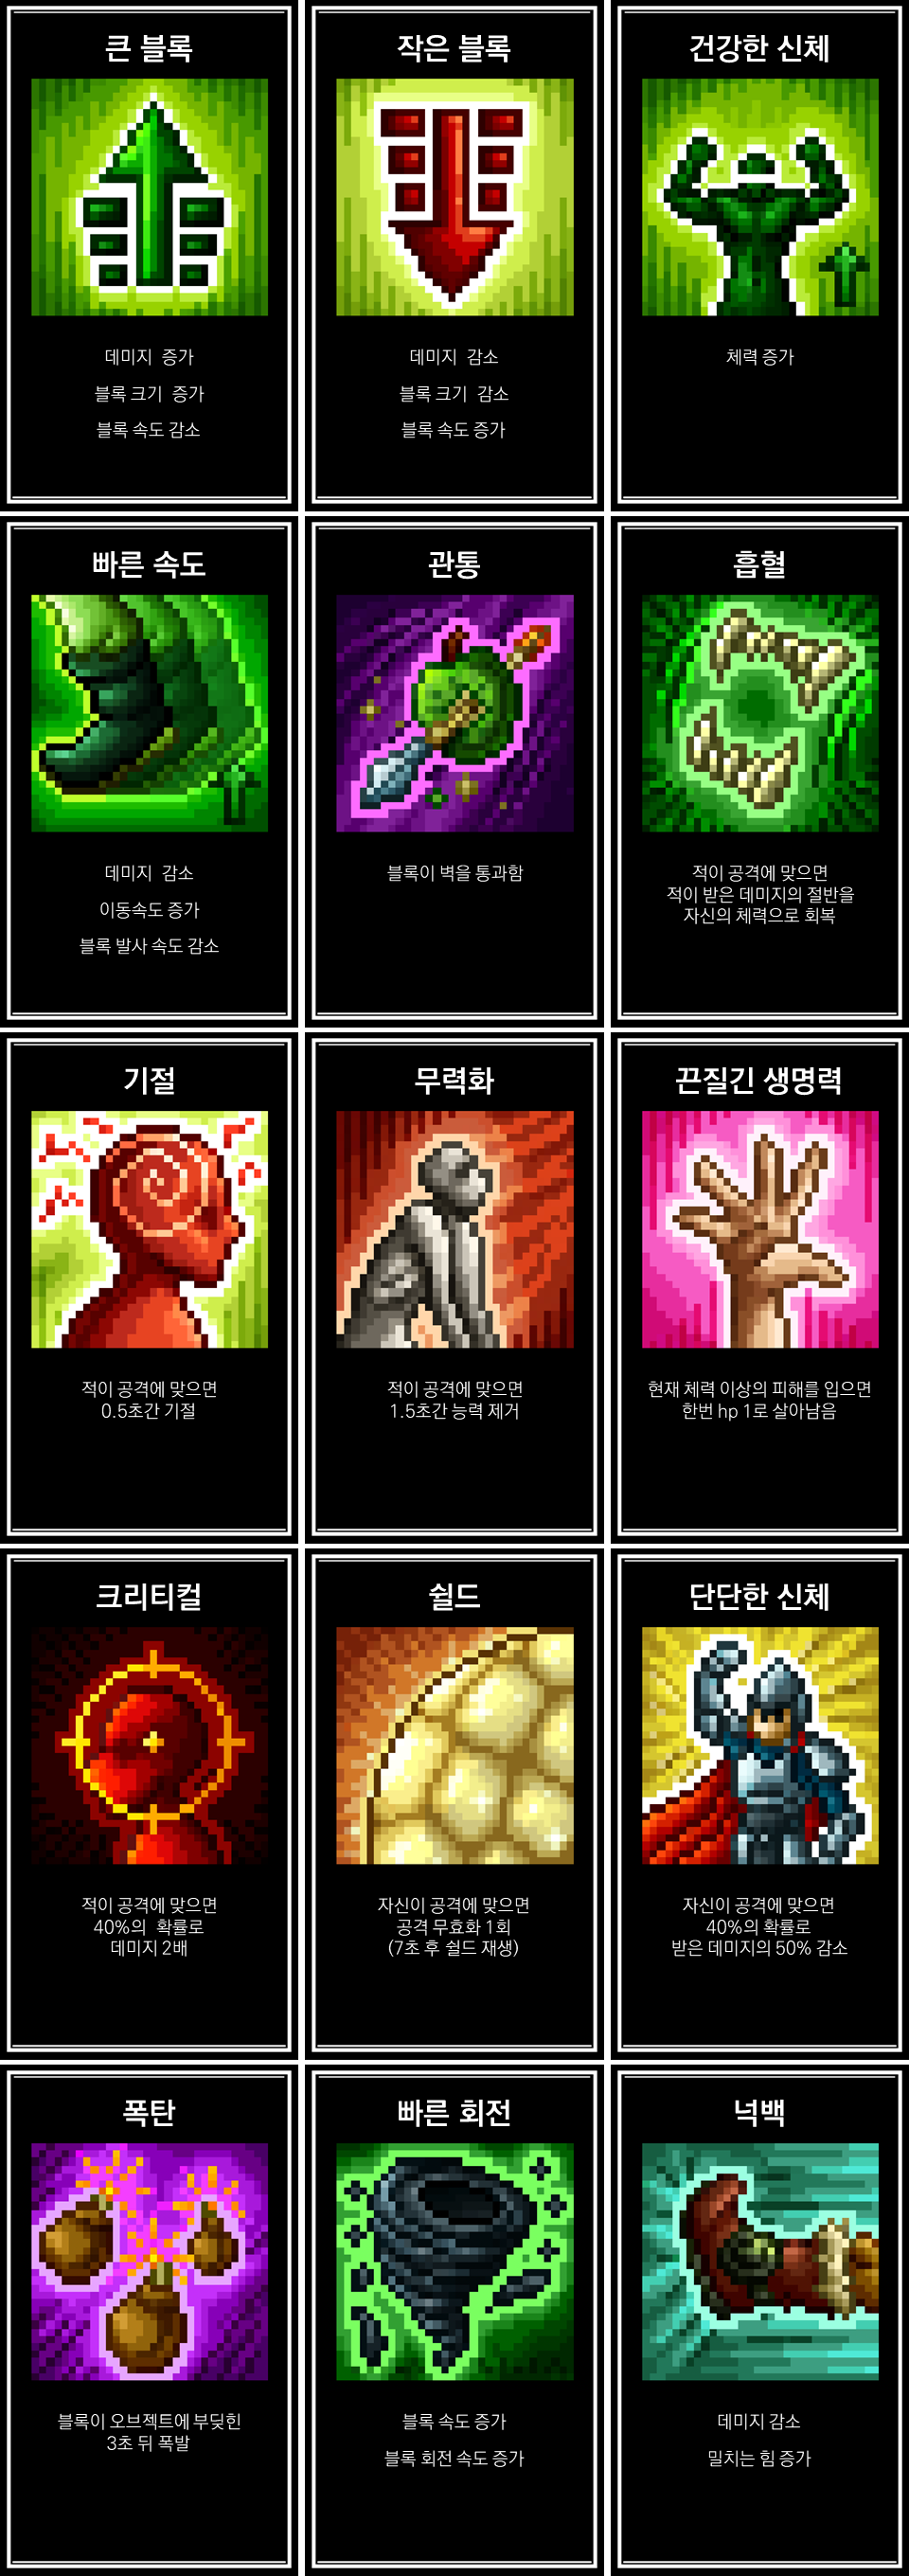 큰 블록
데미지 증가
블록 크기 증가
블록 속도 감소
작은 블록
데미지 감소
블록 크기 감소
블록 속도 증가
건강한 신체
체력 증가
빠른 속도
데미지 감소
이동속도 증가
블록 발사 속도 감소
관통
블록이 벽을 통과함
흡혈
적이 공격에 맞으면
적이 받은 데미지의 절반을
자신의 체력으로 회복
기절
적이 공격에 맞으면
0.5초간 기절
무력화
적이 공격에 맞으면
1.5초간 능력 제거
끈질긴 생명력
현재 체력 이상의 피해를 입으면
한번 hp 1로 살아남음
크리티컬
적이 공격에 맞으면
40%의 확률로
데미지 2배
쉴드
자신이 공격에 맞으면
공격 무효화 1회
(7초 후 쉴드 재생)
단단한 신체
자신이 공격에 맞으면
40%의 확률로
받은 데미지의 50% 감소
폭탄
블록이 오브젝트에 부딪힌
3초 뒤 폭발
빠른 회전
블록 속도 증가
블록 회전 속도 증가
넉백
데미지 감소
밀치는 힘 증가